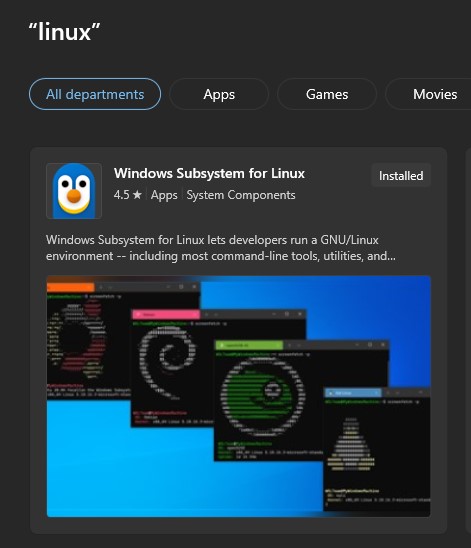 “linux”
All departments
Apps
Games
Movies
Windows Subsystem for Linux
Installed
4.5 ★ Apps System Components
Windows Subsystem for Linux lets developers run a GNU/Linux
environment -- including most command-line tools, utilities, and...